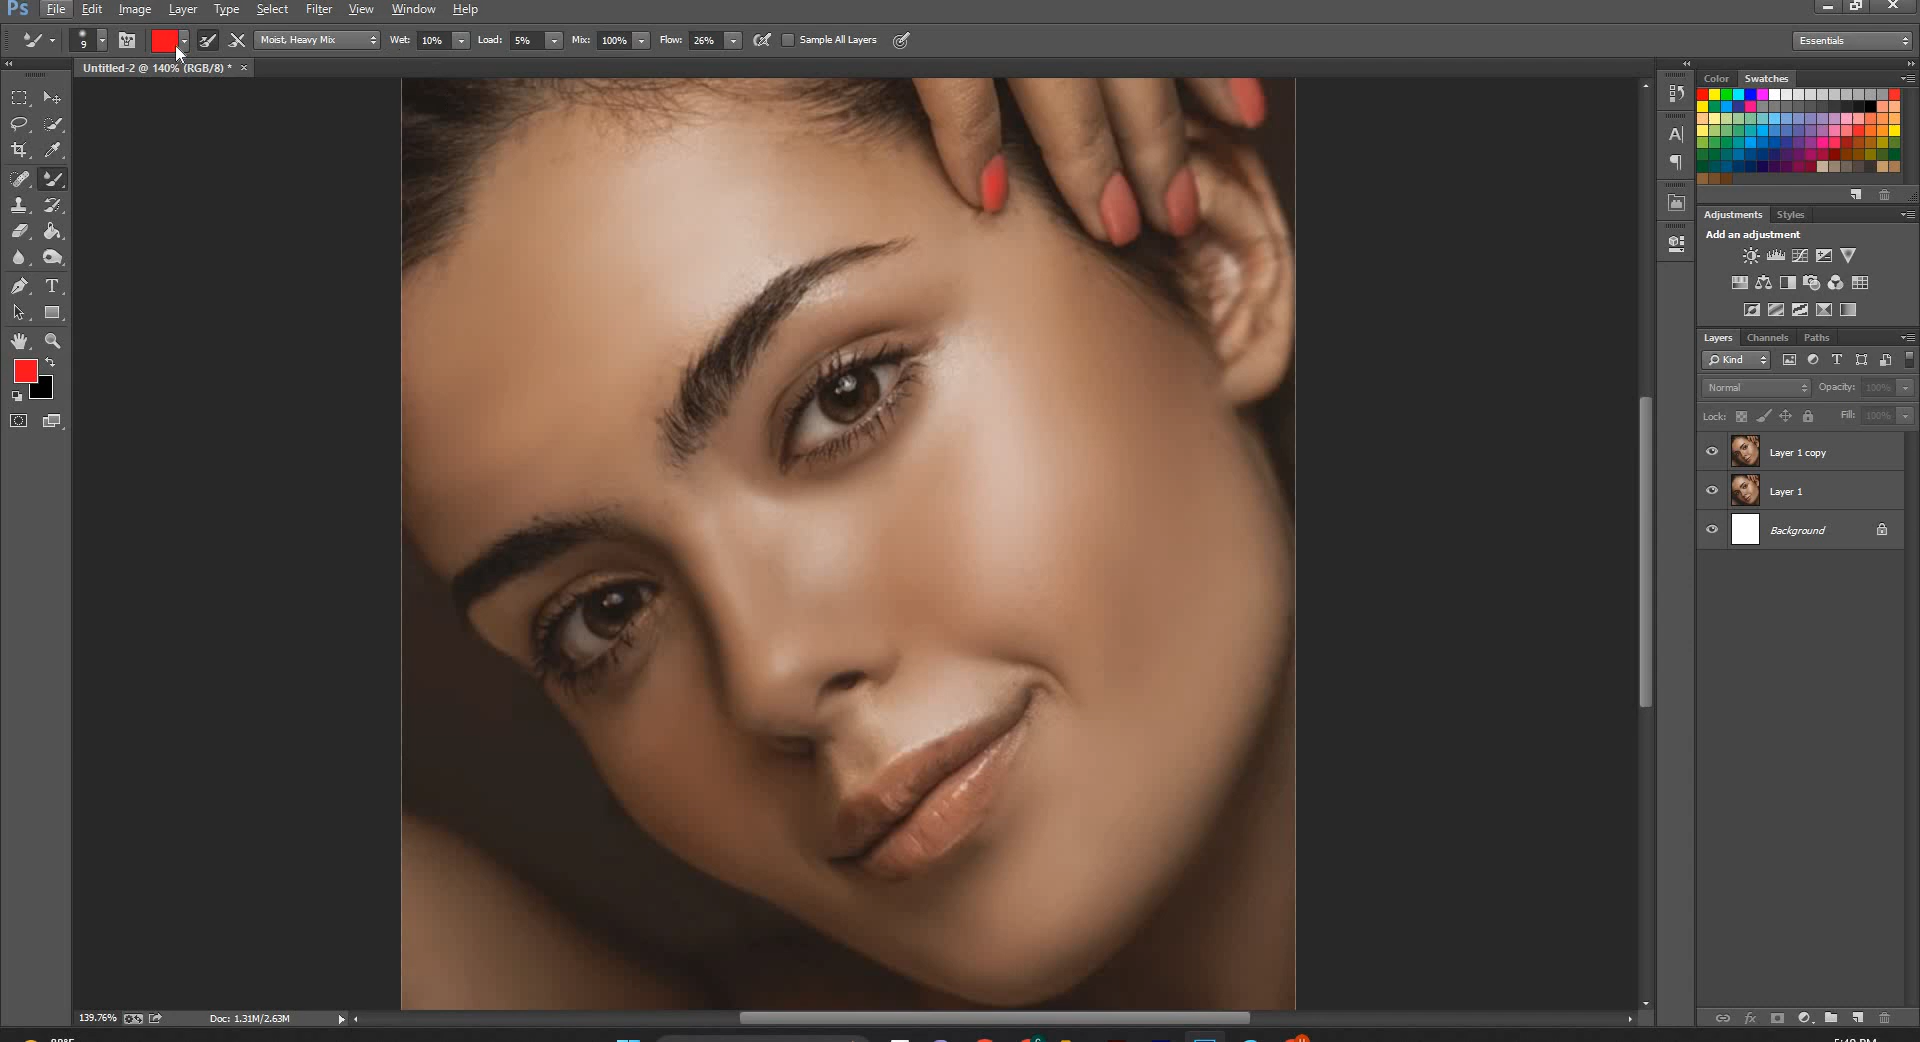 Ps File Edit Image Layer Type Select Filter View Window Help
9 Moist, Heavy Mix Wet: 10% Load: 5% Mix: 100% Flow: 26% Sample All Layers Essentials
Untitled-2 @ 140% (RGB/8) * ×
Color Swatches
Adjustments Styles
Add an adjustment
Layers Channels Paths
Kind
Normal Opacity: 100%
Lock: Fill: 100%
Layer 1 copy
Layer 1
Background
fx
139.76% Doc: 1.31M/2.63M